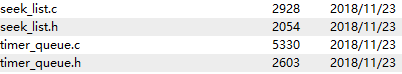 seek_list.c 2928 2018/11/23
seek_list.h 2054 2018/11/23
timer_queue.c 5330 2018/11/23
timer_queue.h 2603 2018/11/23